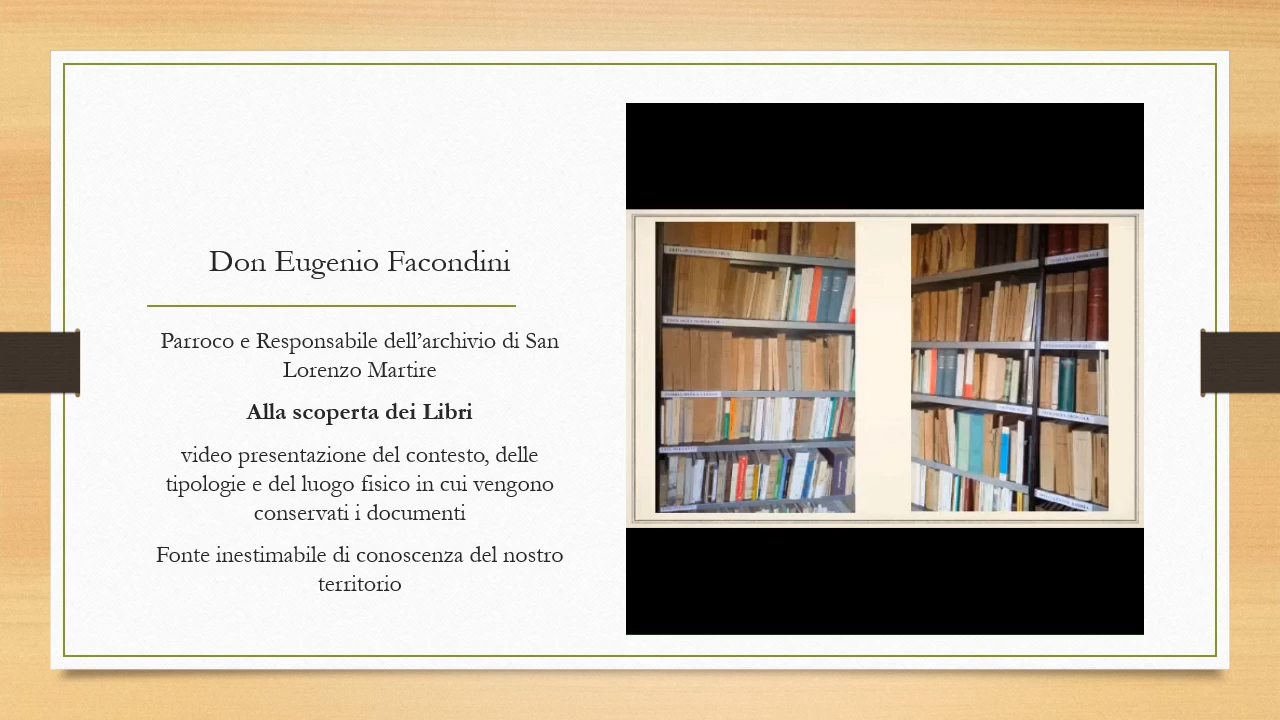 Don Eugenio Facondini
Parroco e Responsabile dell’archivio di San
Lorenzo Martire
Alla scoperta dei Libri
video presentazione del contesto, delle
tipologie e del luogo fisico in cui vengono
conservati i documenti
Fonte inestimabile di conoscenza del nostro
territorio